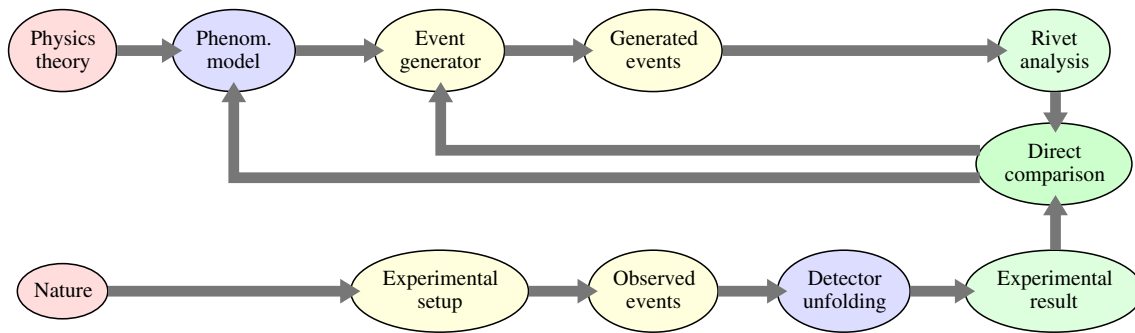 Physics
theory
Phenom.
model
Event
generator
Generated
events
Rivet
analysis
Direct
comparison
Nature
Experimental
setup
Observed
events
Detector
unfolding
Experimental
result